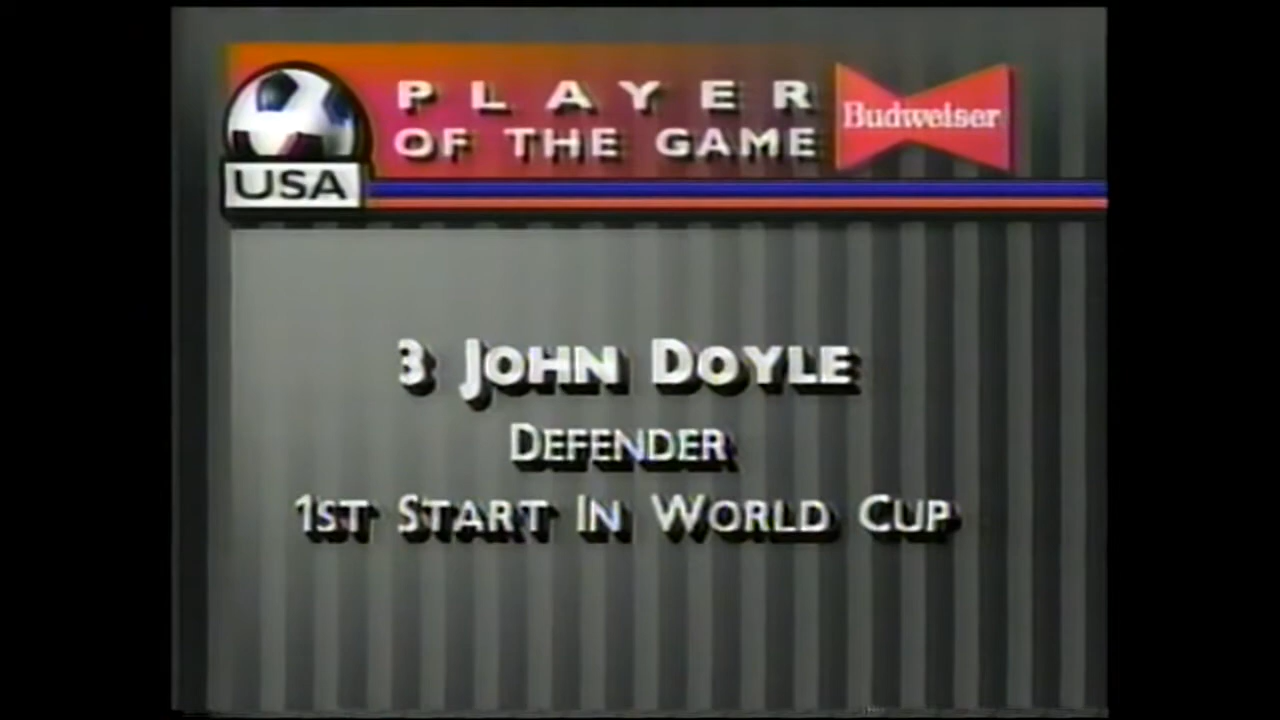 PLAYER
OF THE GAME
Budweiser
USA
3 JOHN DOYLE
DEFENDER
1ST START IN WORLD CUP